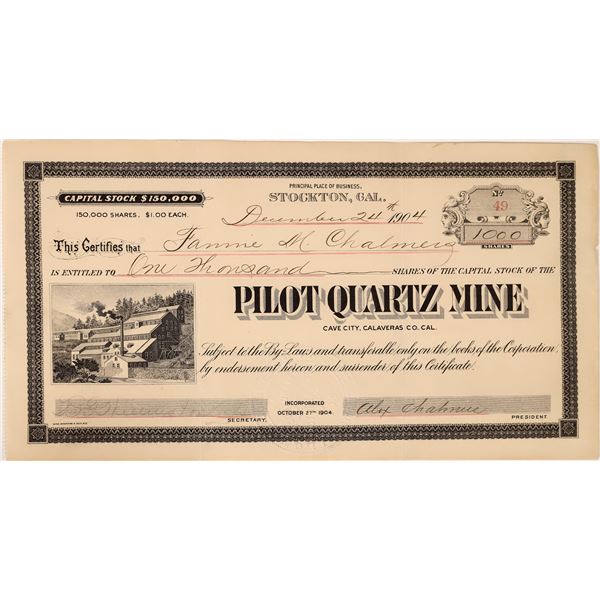 PRINCIPAL PLACE OF BUSINESS.
STOCKTON, CAL.
CAPITAL STOCK $150,000
150,000 SHARES, $1.00 EACH.
December 24th 1904
No.
49
1000
SHARES
This Certifies that Fannie M. Chalmers
IS ENTITLED TO One Thousand SHARES OF THE CAPITAL STOCK OF THE
PILOT QUARTZ MINE
CAVE CITY, CALAVERAS CO. CAL.
Subject to the By-Laws and transferable only on the books of the Corporation,
by endorsement hereon and surrender of this Certificate.
INCORPORATED
OCTOBER 27TH 1904.
SECRETARY.
Alex Chalmers
PRESIDENT